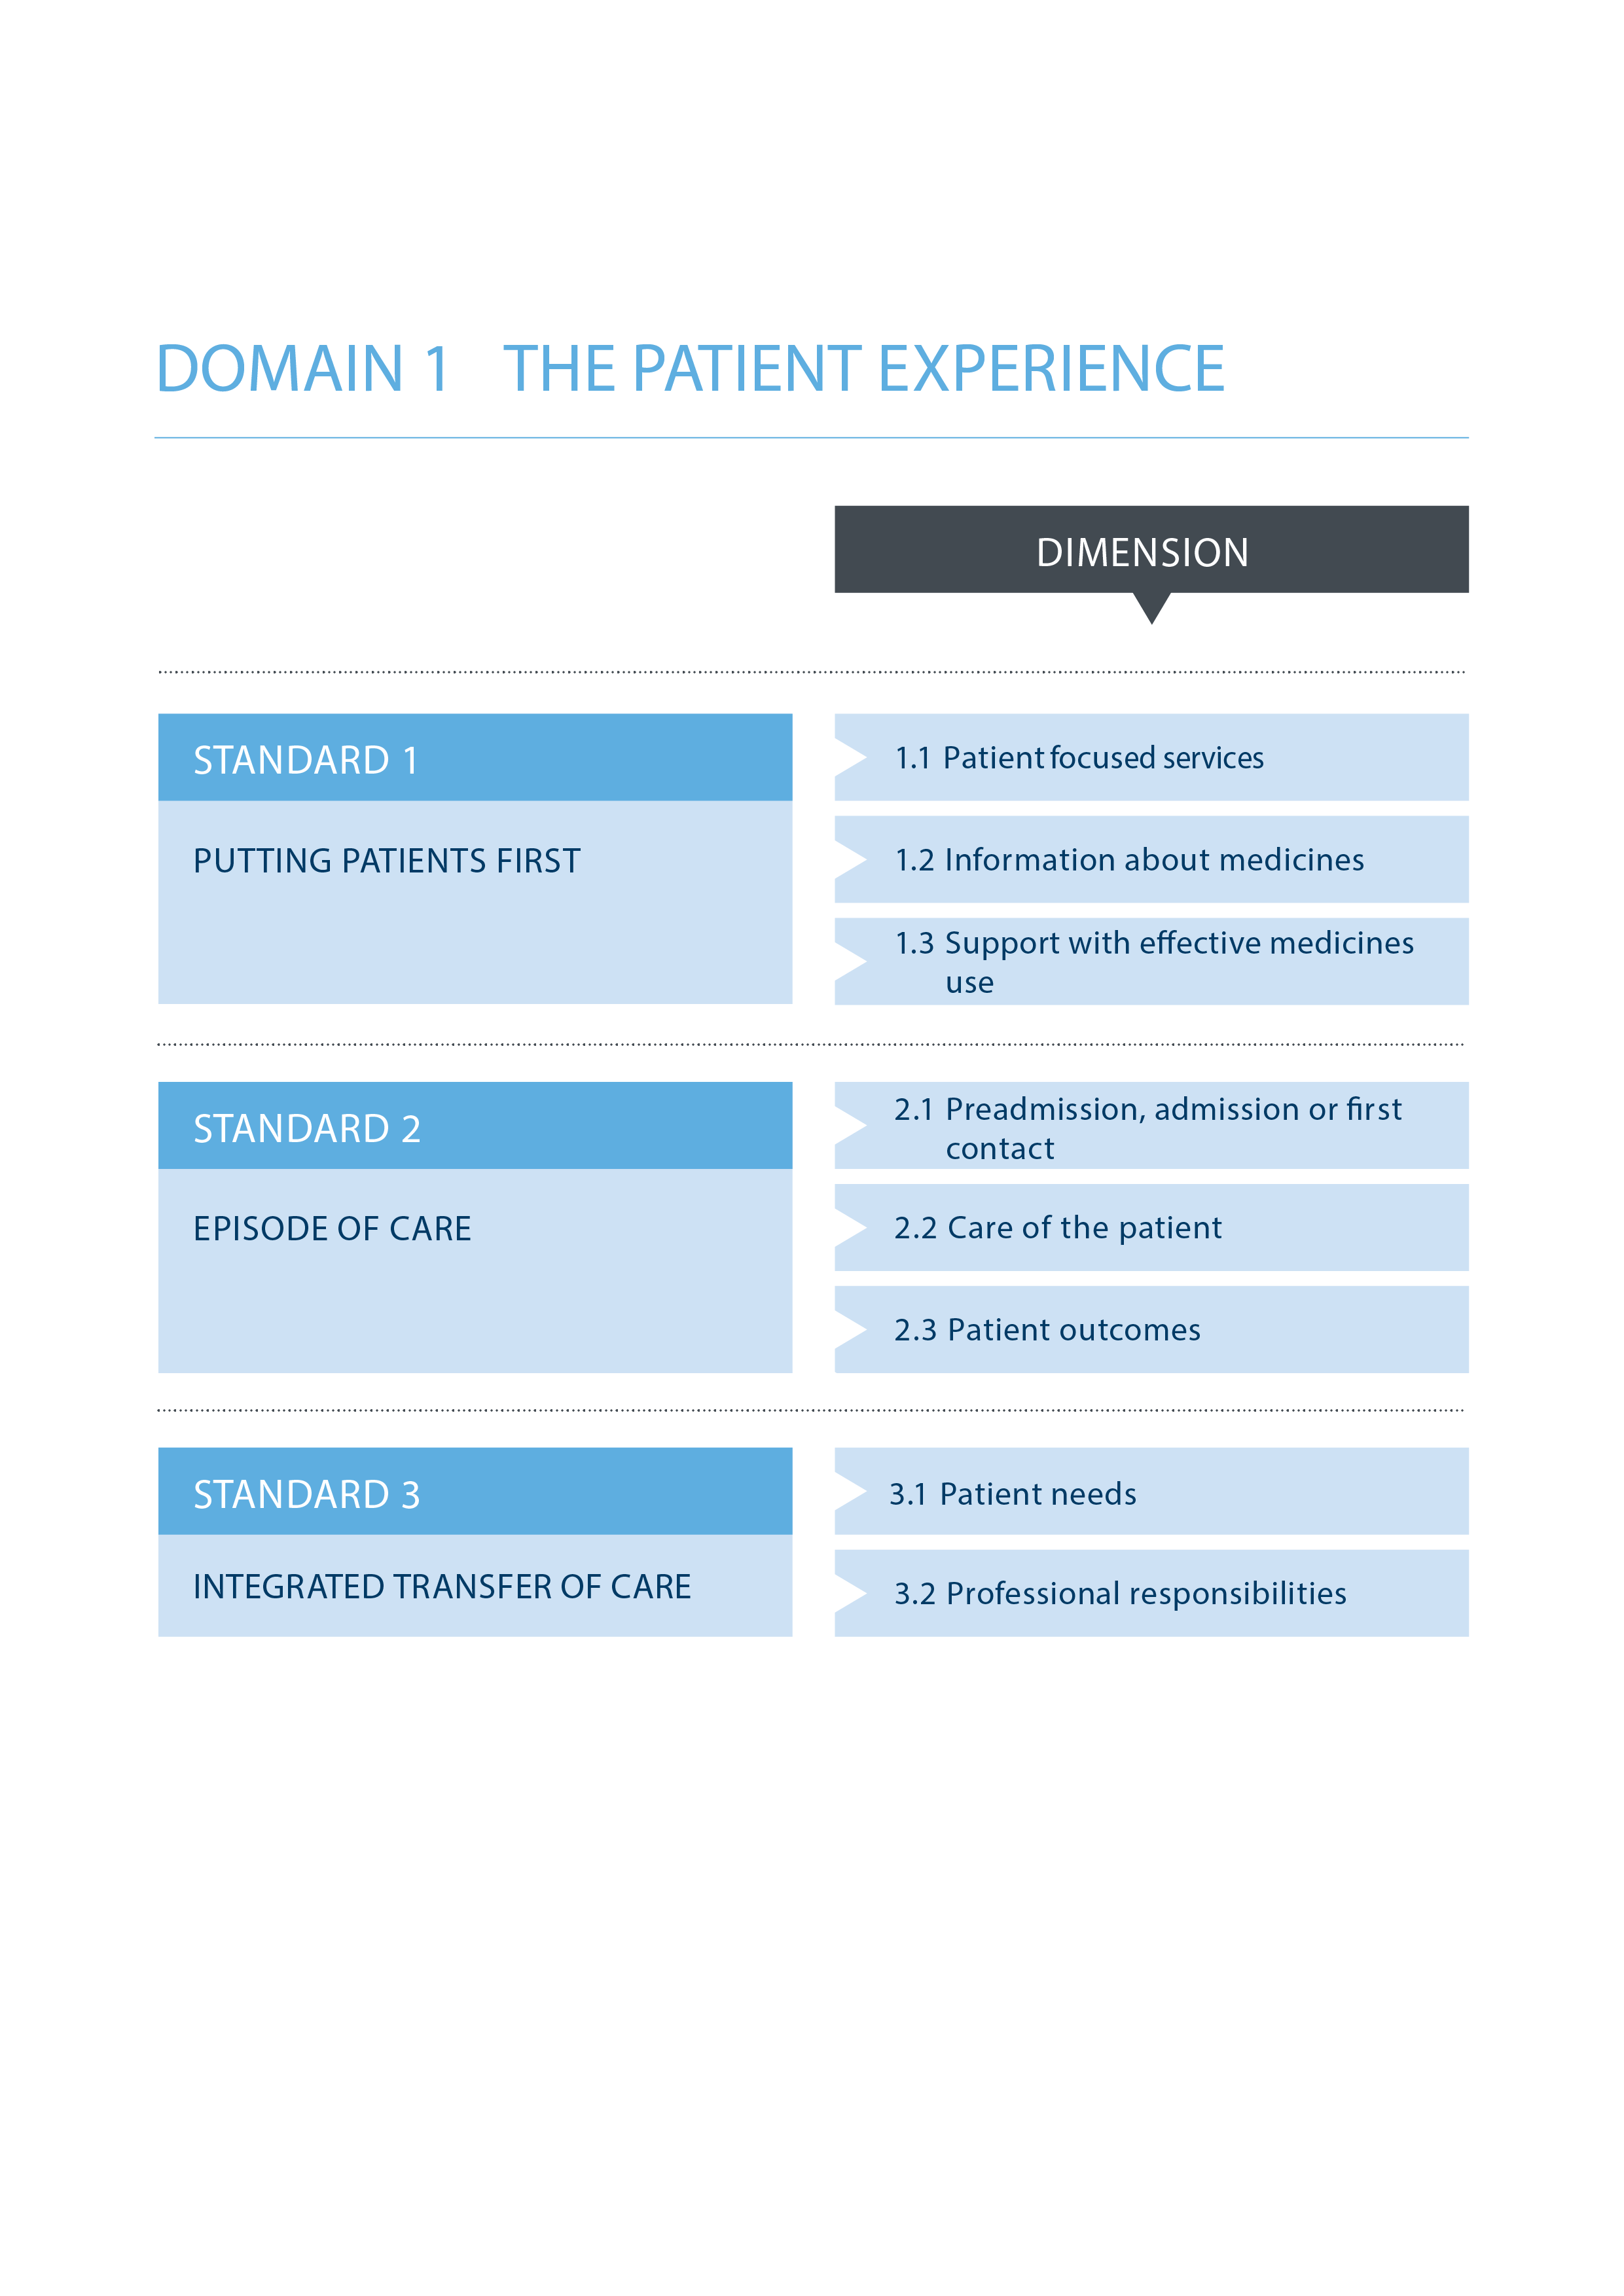 DOMAIN 1 THE PATIENT EXPERIENCE
DIMENSION
STANDARD 1
PUTTING PATIENTS FIRST
1.1 Patient focused services
1.2 Information about medicines
1.3 Support with effective medicines
use
STANDARD 2
EPISODE OF CARE
2.1 Preadmission, admission or first
contact
2.2 Care of the patient
2.3 Patient outcomes
STANDARD 3
INTEGRATED TRANSFER OF CARE
3.1 Patient needs
3.2 Professional responsibilities